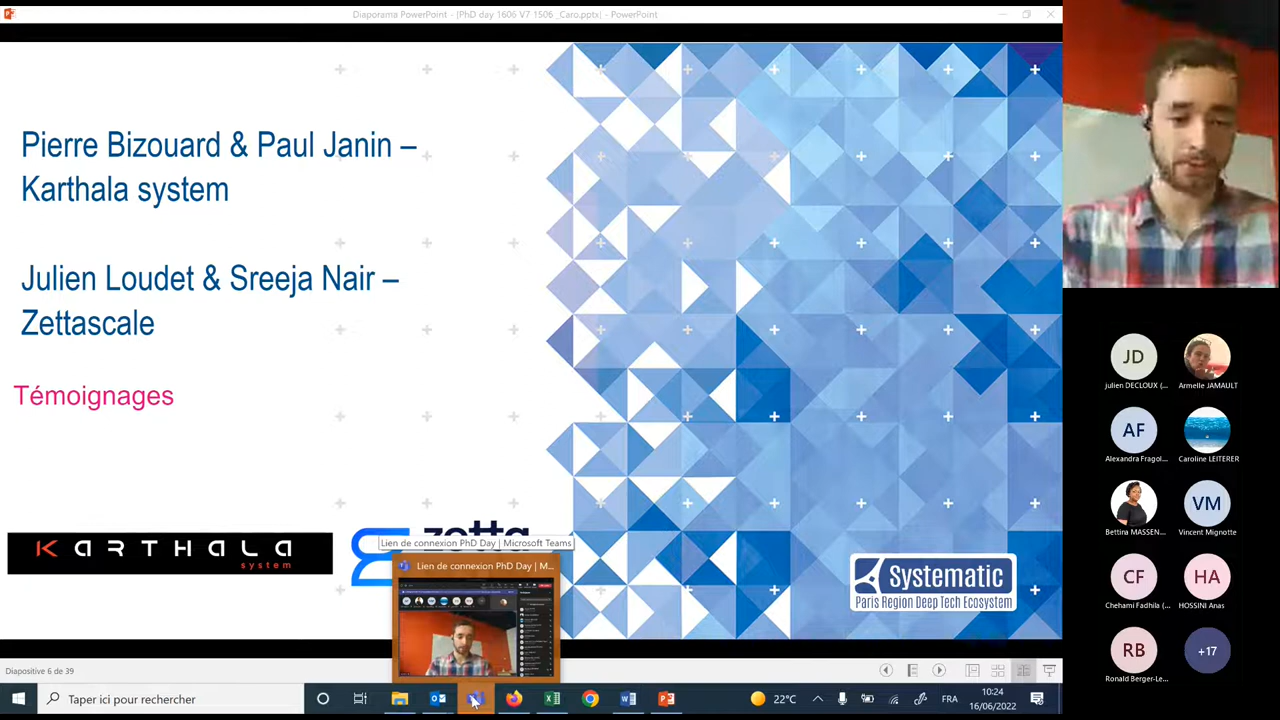 Diaporama PowerPoint - [PhD day 1606 V7 1506 _Caro.pptx] - PowerPoint
Pierre Bizouard & Paul Janin –
Karthala system
Julien Loudet & Sreeja Nair –
Zettascale
Témoignages
KARTHALA
system
zetta
Lien de connexion PhD Day | Microsoft Teams
Lien de connexion PhD Day | M...
Systematic
Paris Region Deep Tech Ecosystem
JD
julien DECLOUX (...
Armelle JAMAULT
AF
Alexandra Fragol...
Caroline LEITERER
Bettina MASSEN...
VM
Vincent Mignotte
CF
Chehami Fadhila (...
HA
HOSSINI Anas
RB
Ronald Berger-Le...
+17
Diapositive 6 de 39
Taper ici pour rechercher
22°C
FRA
10:24
16/06/2022